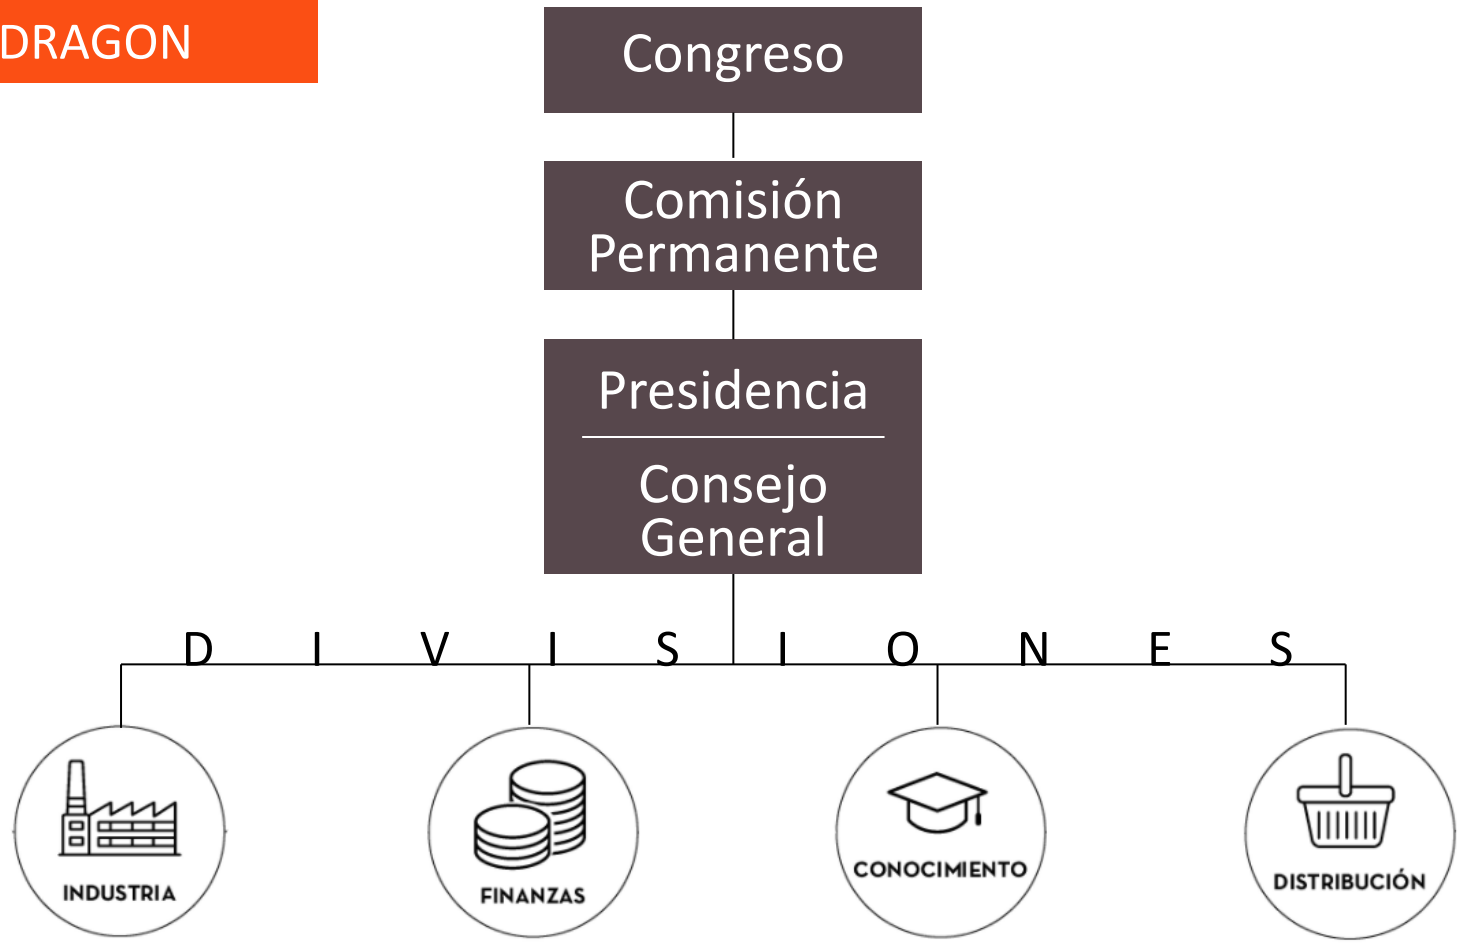 DRAGON
Congreso
Comisión
Permanente
Presidencia
Consejo
General
D I V I S I O N E S
INDUSTRIA
FINANZAS
CONOCIMIENTO
DISTRIBUCIÓN